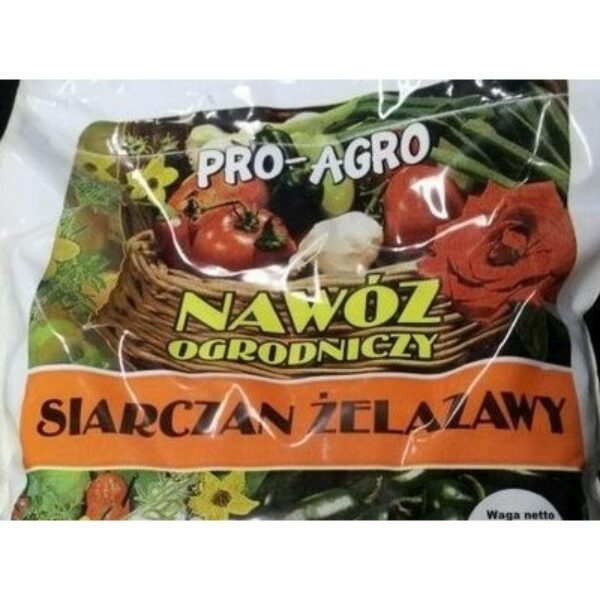 PRO-AGRO
NAWÓZ
OGRODNICZY
SIARCZAN ŻELAZAWY
Waga netto